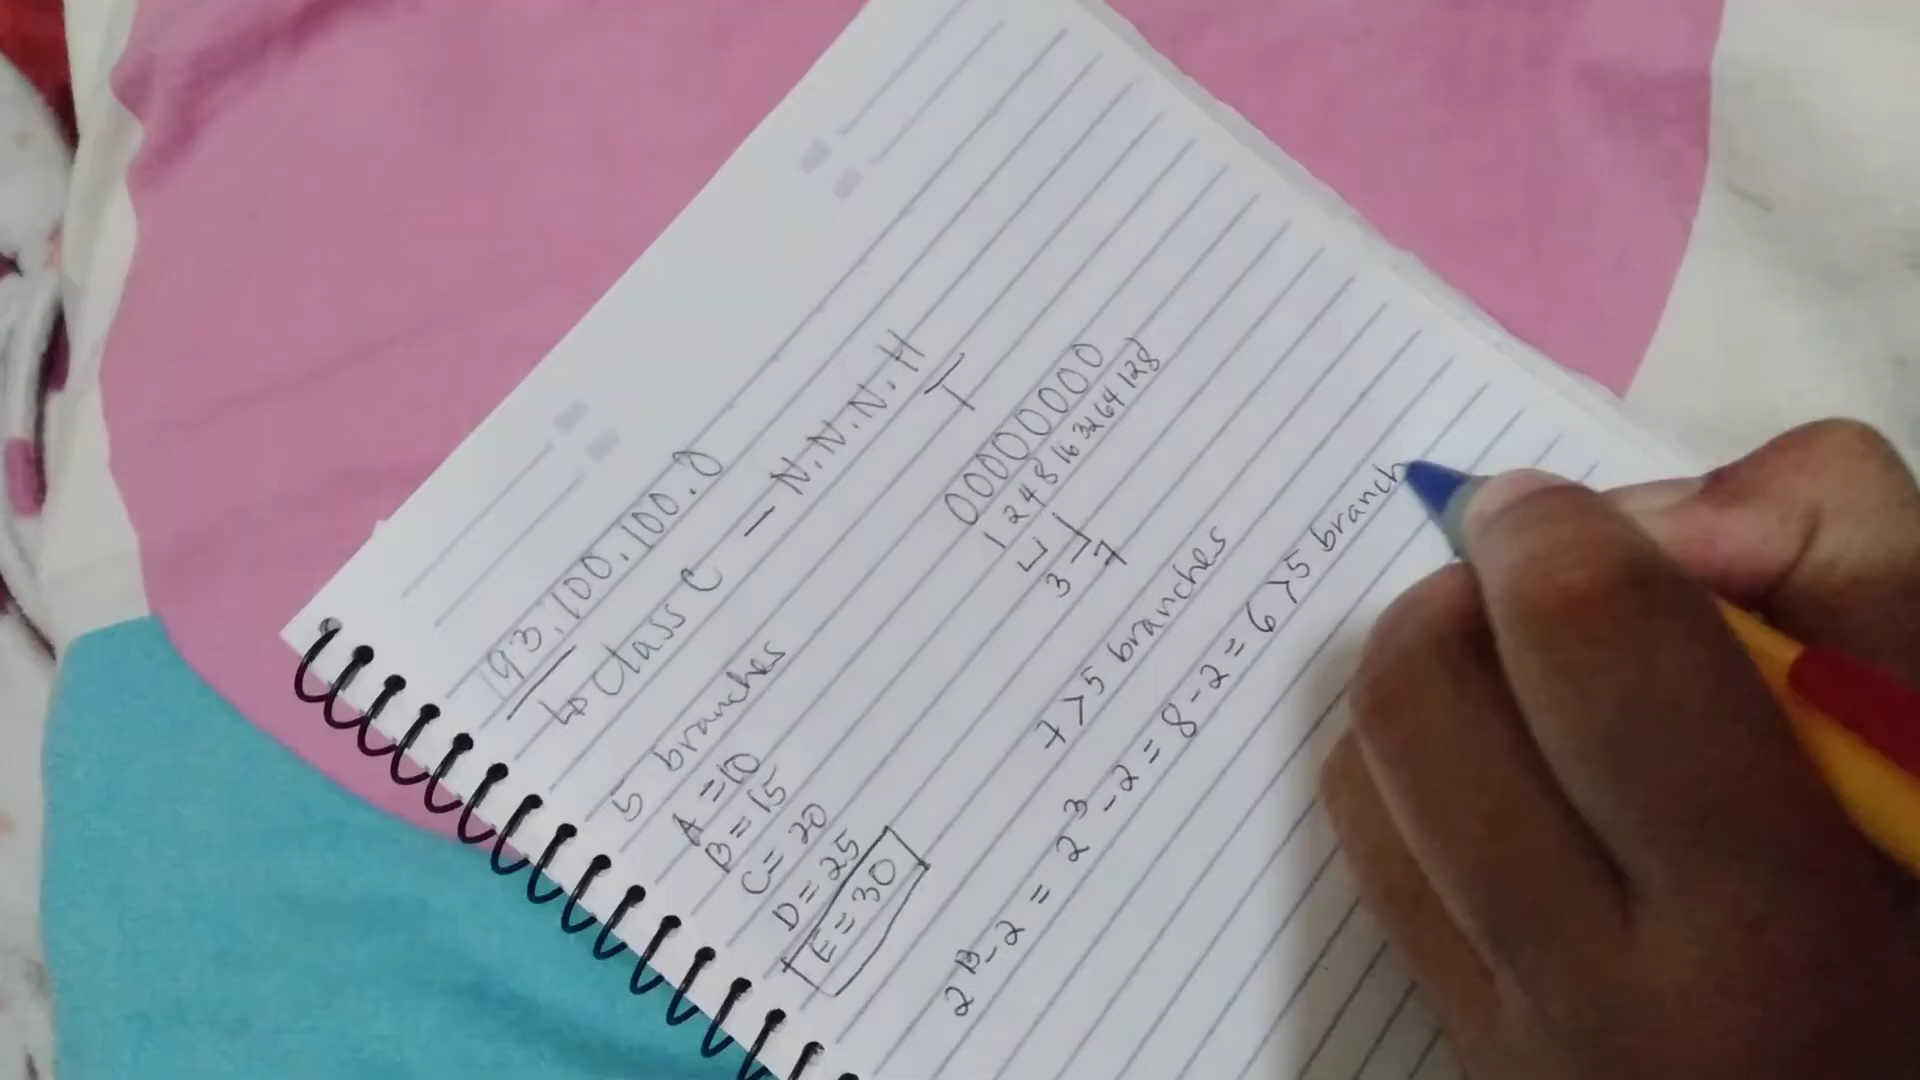 193.100.100.0
↳ Class C – N.N.N.H
5 branches
A = 10
B = 15
C = 20
D = 25
E = 30
00000000
1 2 4 8 16 32 64 128
3 7
7 > 5 branches
2^B - 2 = 2^3 - 2 = 8 - 2 = 6 > 5 branch